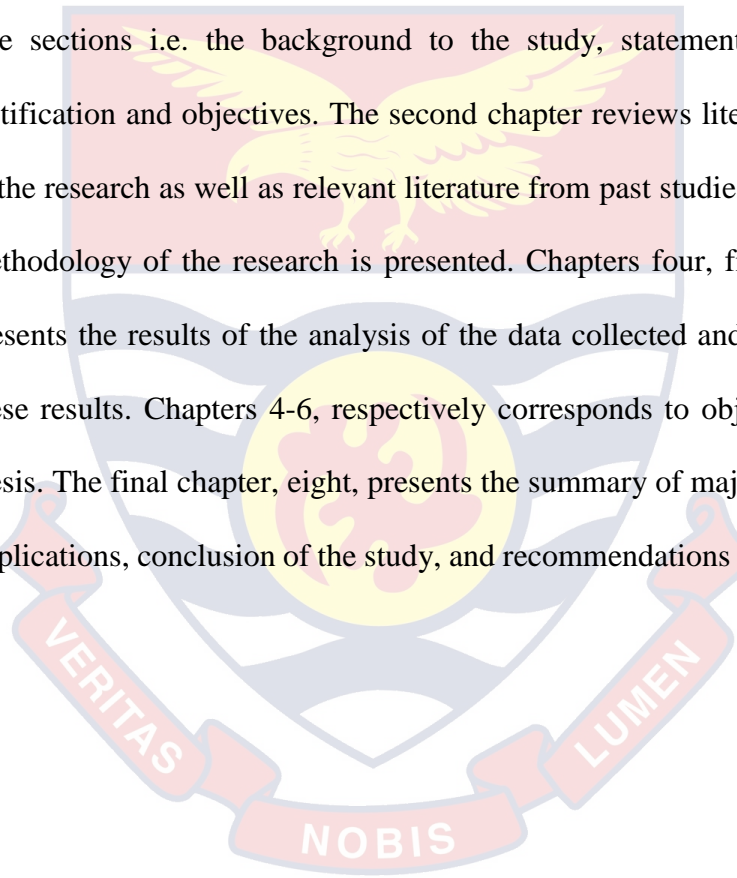 e sections i.e. the background to the study, statement
tification and objectives. The second chapter reviews lite
the research as well as relevant literature from past studie
ethodology of the research is presented. Chapters four, fi
esents the results of the analysis of the data collected and
ese results. Chapters 4-6, respectively corresponds to obj
esis. The final chapter, eight, presents the summary of maj
plications, conclusion of the study, and recommendations
VERITAS
NOBIS
LUMEN